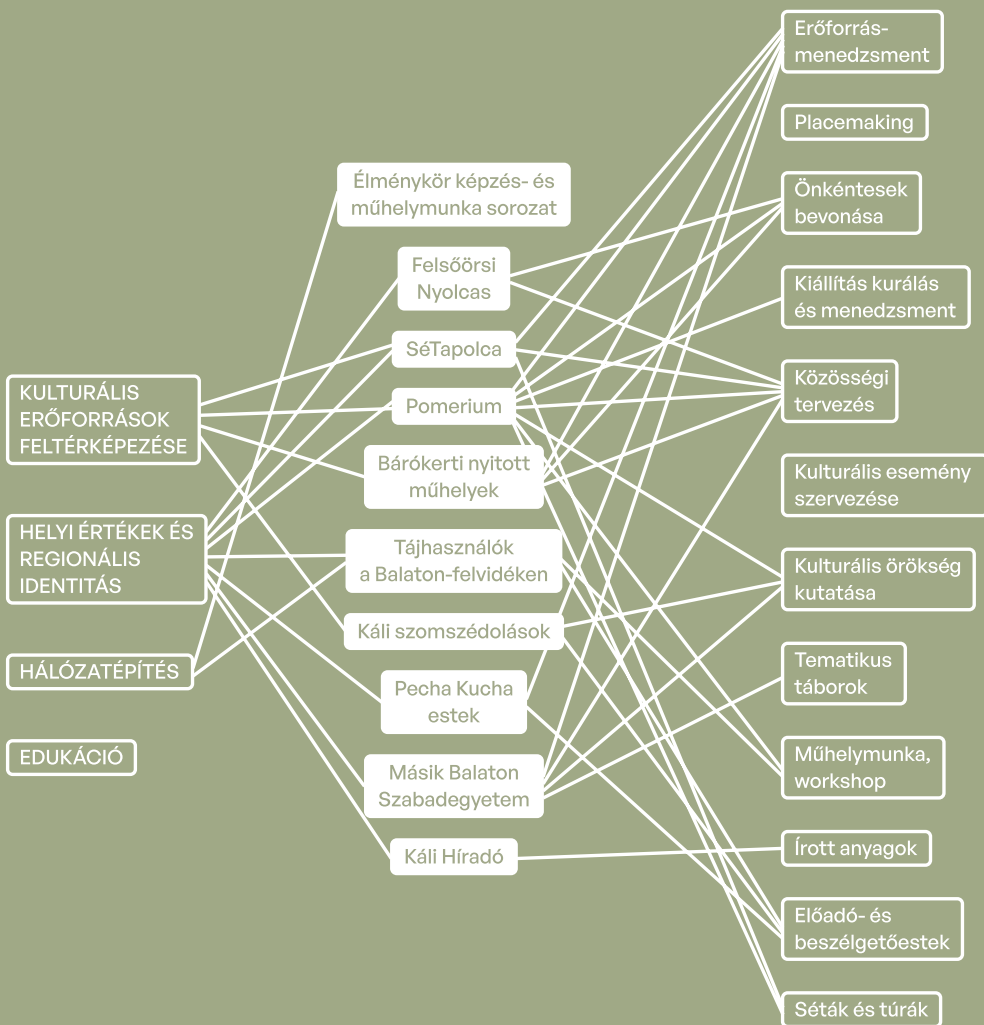 KULTURÁLIS
ERŐFORRÁSOK
FELTÉRKÉPEZÉSE
HELYI ÉRTÉKEK ÉS
REGIONÁLIS
IDENTITÁS
HÁLÓZATÉPÍTÉS
EDUKÁCIÓ
Élménykör képzés- és
műhelymunka sorozat
Felsőörsi
Nyolcas
SéTapolca
Pomerium
Bárókerti nyitott
műhelyek
Tájhasználók
a Balaton-felvidéken
Káli szomszédolások
Pecha Kucha
estek
Másik Balaton
Szabadegyetem
Káli Híradó
Erőforrás-
menedzsment
Placemaking
Önkéntesek
bevonása
Kiállítás kurálás
és menedzsment
Közösségi
tervezés
Kulturális esemény
szervezése
Kulturális örökség
kutatása
Tematikus
táborok
Műhelymunka,
workshop
Írott anyagok
Előadó- és
beszélgetőestek
Séták és túrák